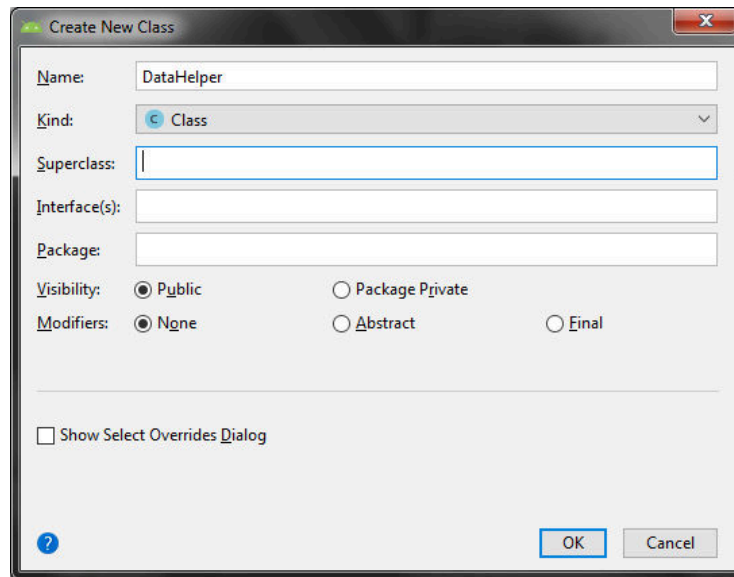 Create New Class
Name: DataHelper
Kind: C Class
Superclass:
Interface(s):
Package:
Visibility: Public Package Private
Modifiers: None Abstract Final
Show Select Overrides Dialog
? OK Cancel